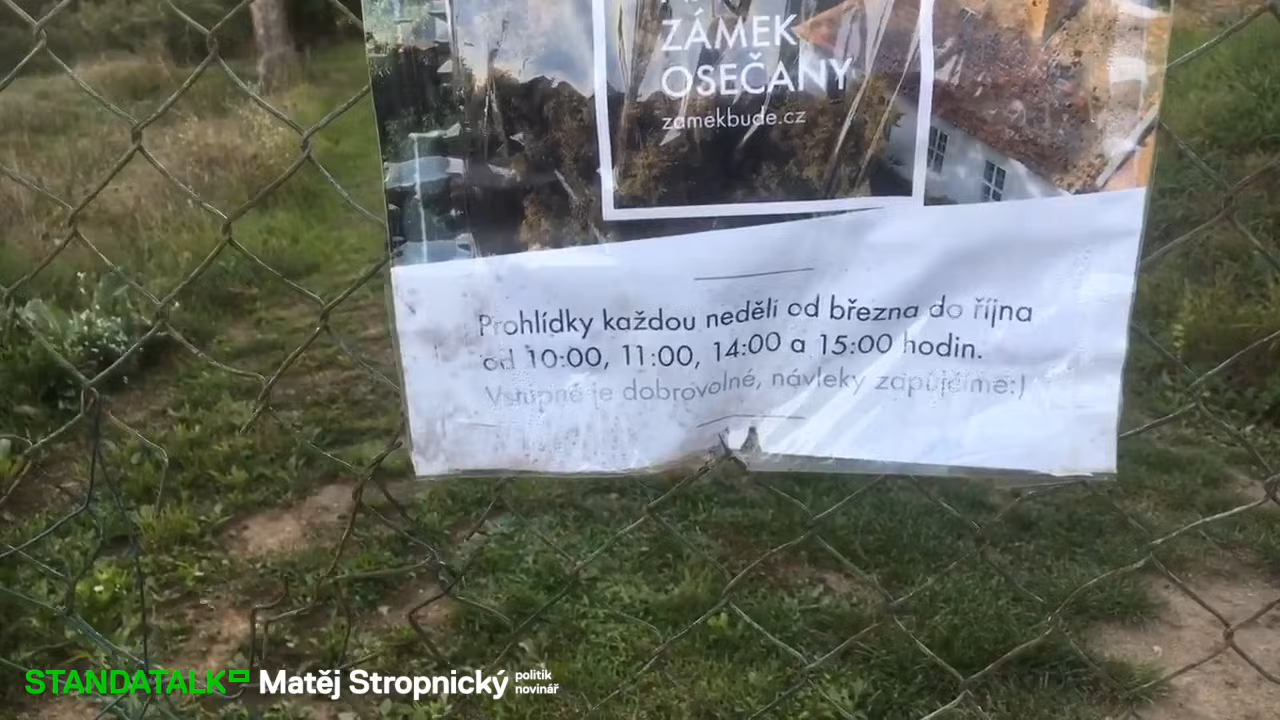 ZÁMEK
OSEČANY
zamekbude.cz
Prohlídky každou neděli od března do října
od 10:00, 11:00, 14:00 a 15:00 hodin.
Vstupné je dobrovolné, návleky zapůjčíme:)
STANDATALK Matěj Stropnický politik
novinář